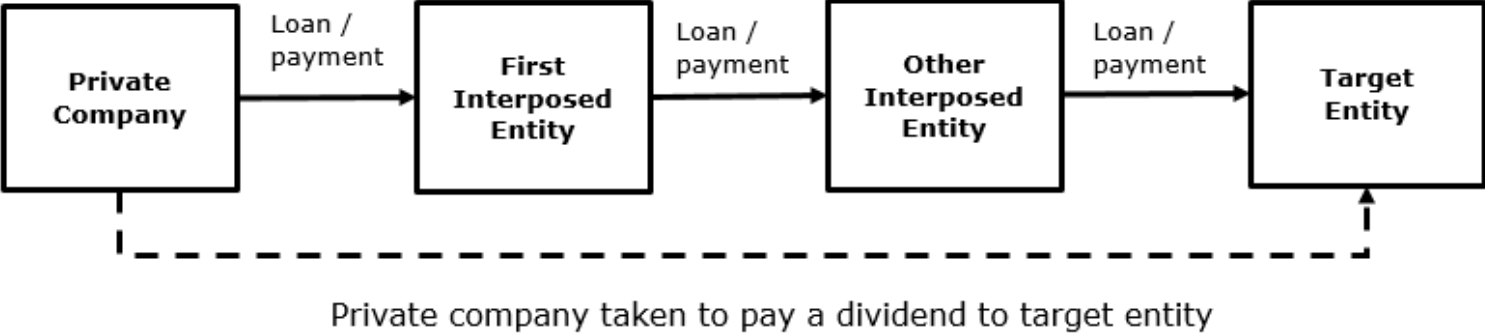 Private
Company
Loan /
payment
First
Interposed
Entity
Loan /
payment
Other
Interposed
Entity
Loan /
payment
Target
Entity
Private company taken to pay a dividend to target entity